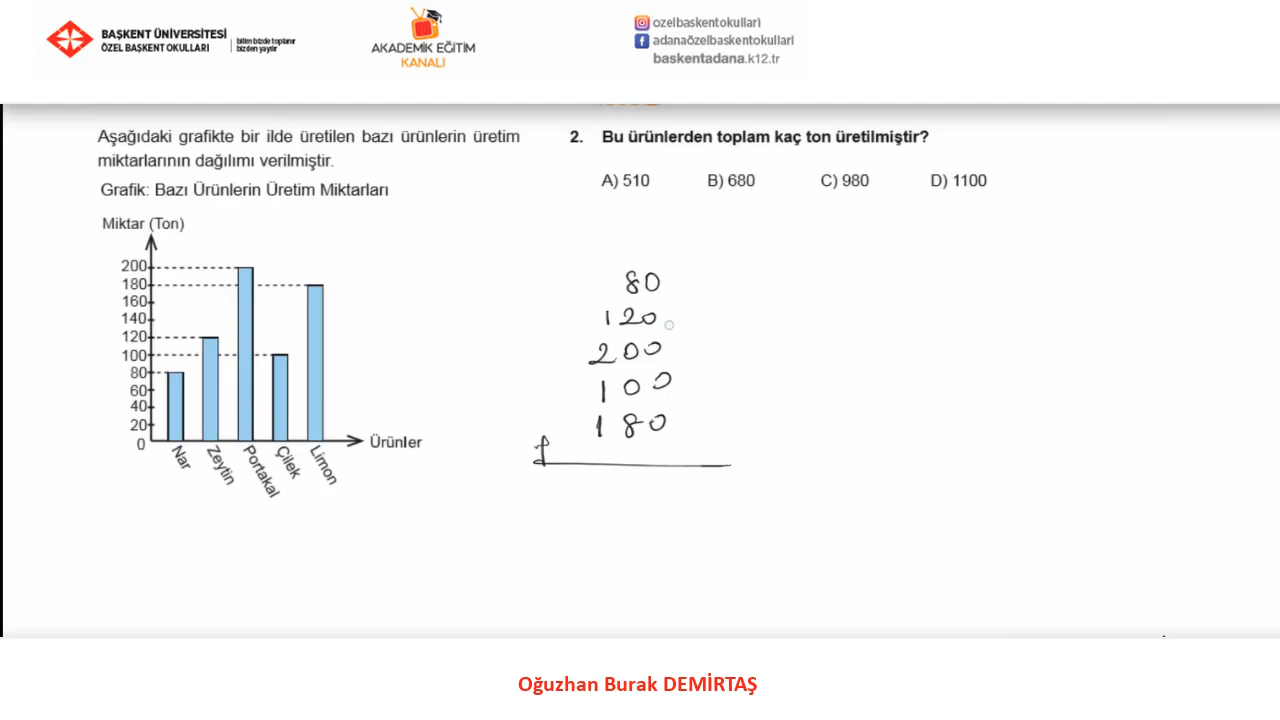 BAŞKENT ÜNİVERSİTESİ
ÖZEL BAŞKENT OKULLARI
bilim bizde toplanır
bizden yayılır
AKADEMİK EĞİTİM
KANALI
ozelbaskentokullari
adanaözelbaskentokullari
baskentadana.k12.tr
Aşağıdaki grafikte bir ilde üretilen bazı ürünlerin üretim
miktarlarının dağılımı verilmiştir.
Grafik: Bazı Ürünlerin Üretim Miktarları
Miktar (Ton)
200
180
160
140
120
100
80
60
40
20
0
Nar
Zeytin
Portakal
Çilek
Limon
Ürünler
2. Bu ürünlerden toplam kaç ton üretilmiştir?
A) 510 B) 680 C) 980 D) 1100
80
120
200
100
180
+
Oğuzhan Burak DEMİRTAŞ